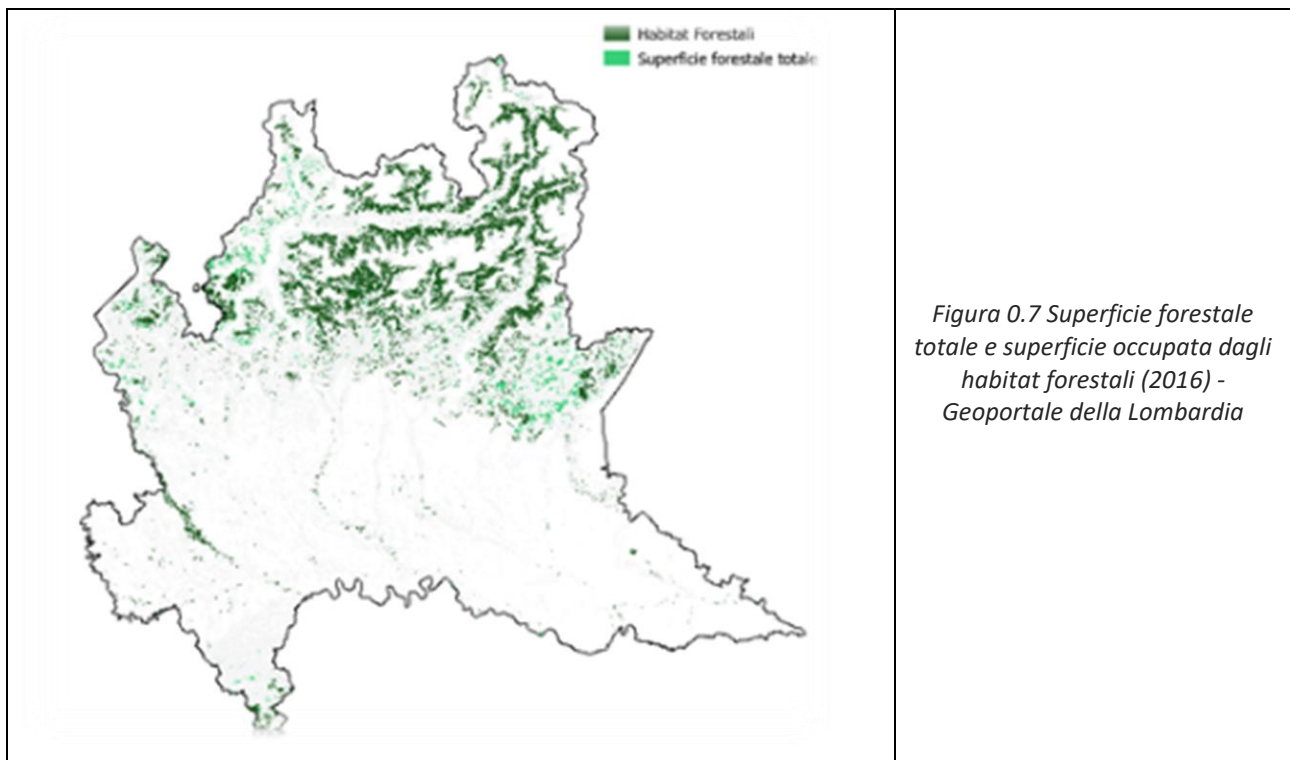 Habitat Forestali
Superficie forestale totale
Figura 0.7 Superficie forestale
totale e superficie occupata dagli
habitat forestali (2016) -
Geoportale della Lombardia